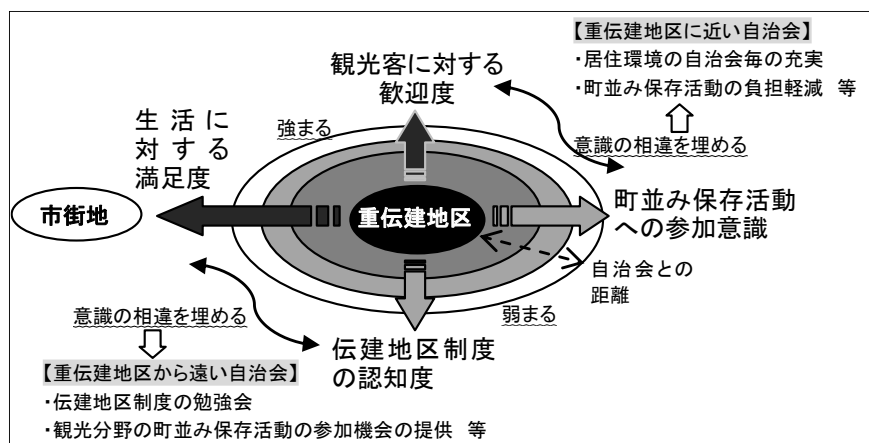 【重伝建地区に近い自治会】
・居住環境の自治会毎の充実
・町並み保存活動の負担軽減 等
意識の相違を埋める
観光客に対する
歓迎度
強まる
生活に
対する
満足度
市街地
重伝建地区
町並み保存活動
への参加意識
自治会との
距離
弱まる
意識の相違を埋める
伝建地区制度
の認知度
【重伝建地区から遠い自治会】
・伝建地区制度の勉強会
・観光分野の町並み保存活動の参加機会の提供 等